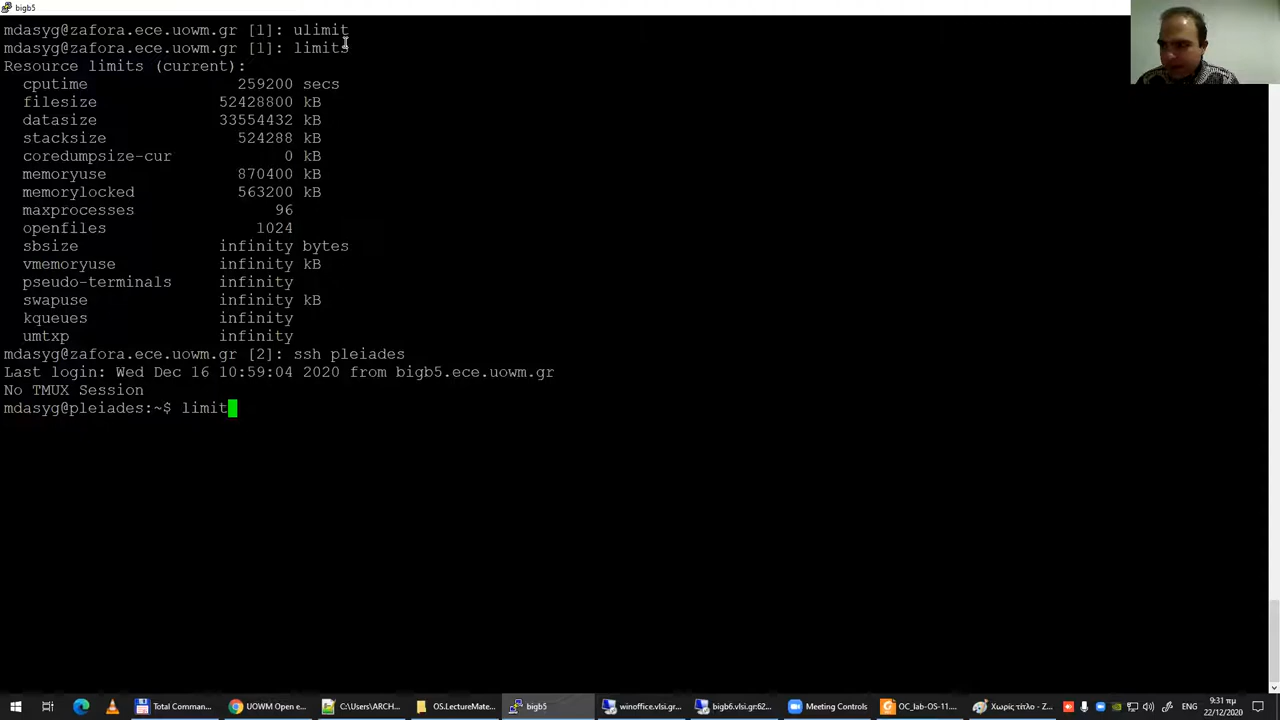 bigb5
mdasyg@zafora.ece.uowm.gr [1]: ulimit
mdasyg@zafora.ece.uowm.gr [1]: limits
Resource limits (current):
cputime 259200 secs
filesize 52428800 kB
datasize 33554432 kB
stacksize 524288 kB
coredumpsize-cur 0 kB
memoryuse 870400 kB
memorylocked 563200 kB
maxprocesses 96
openfiles 1024
sbsize infinity bytes
vmemoryuse infinity kB
pseudo-terminals infinity
swapuse infinity kB
kqueues infinity
umtxp infinity
mdasyg@zafora.ece.uowm.gr [2]: ssh pleiades
Last login: Wed Dec 16 10:59:04 2020 from bigb5.ece.uowm.gr
No TMUX Session
mdasyg@pleiades:~$ limit
Total Comman... UOWM Open e... C:\Users\ARCH... OS.LectureMate... bigb5 winoffice.vlsi.gr... bigb6.vlsi.gr:62... Meeting Controls OC_lab-OS-11.... Χωρίς τίτλο - Ζ... ENG 9:31 πμ
22/12/2020